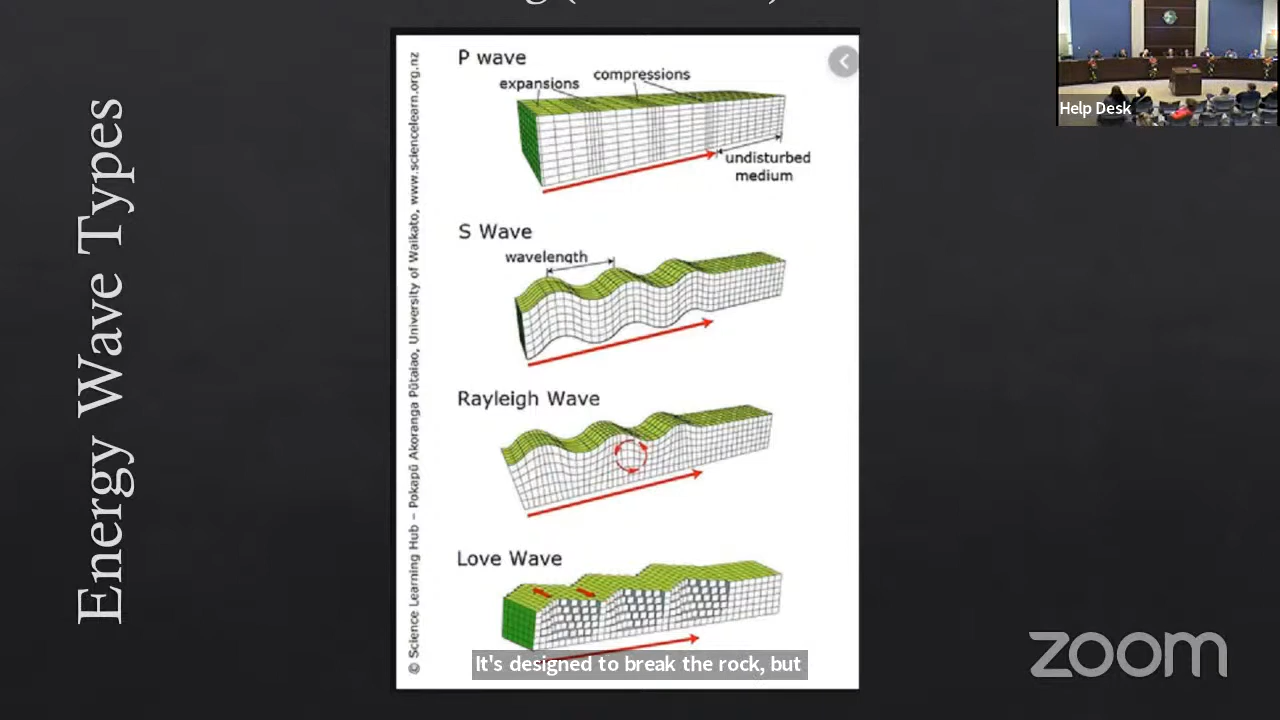 Energy Wave Types
© Science Learning Hub – Pokapū Akoranga Pūtaiao, University of Waikato, www.sciencelearn.org.nz
P wave
expansions
compressions
undisturbed
medium
S Wave
wavelength
Rayleigh Wave
Love Wave
It's designed to break the rock, but
Help Desk
zoom